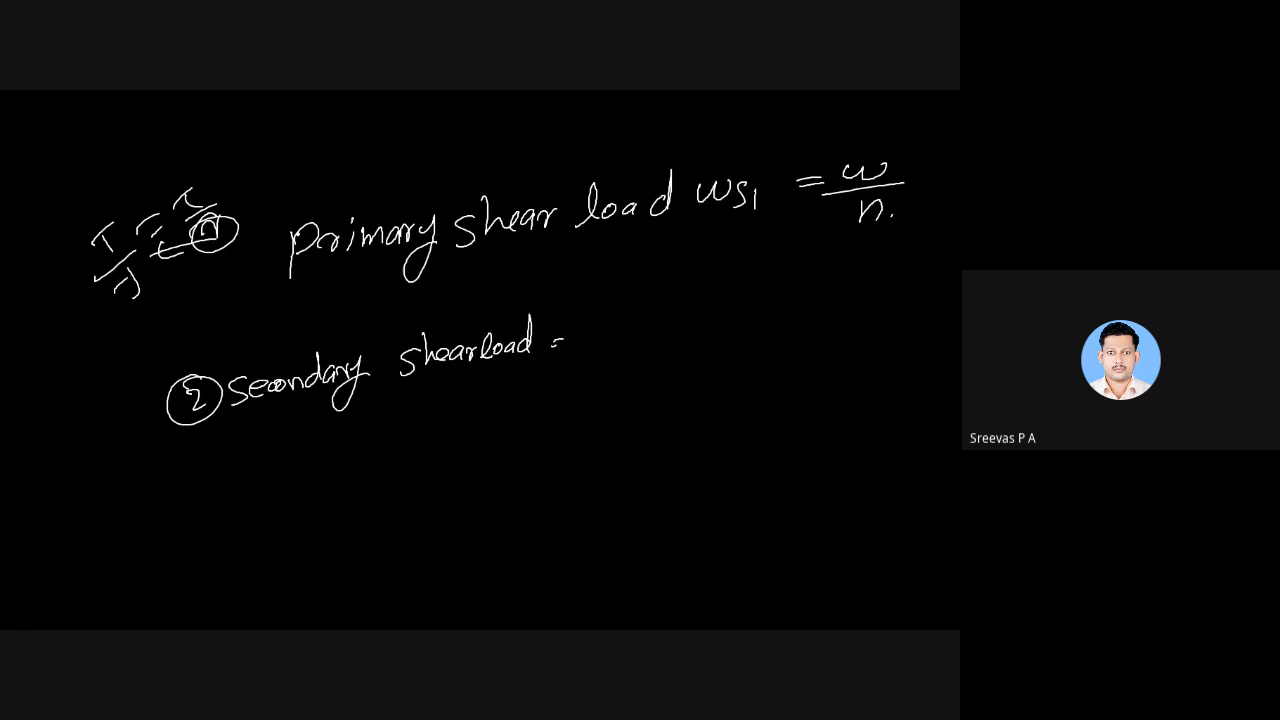 Primary shear load ws1 = w/n.
② Secondary shearload =
Sreevas P A